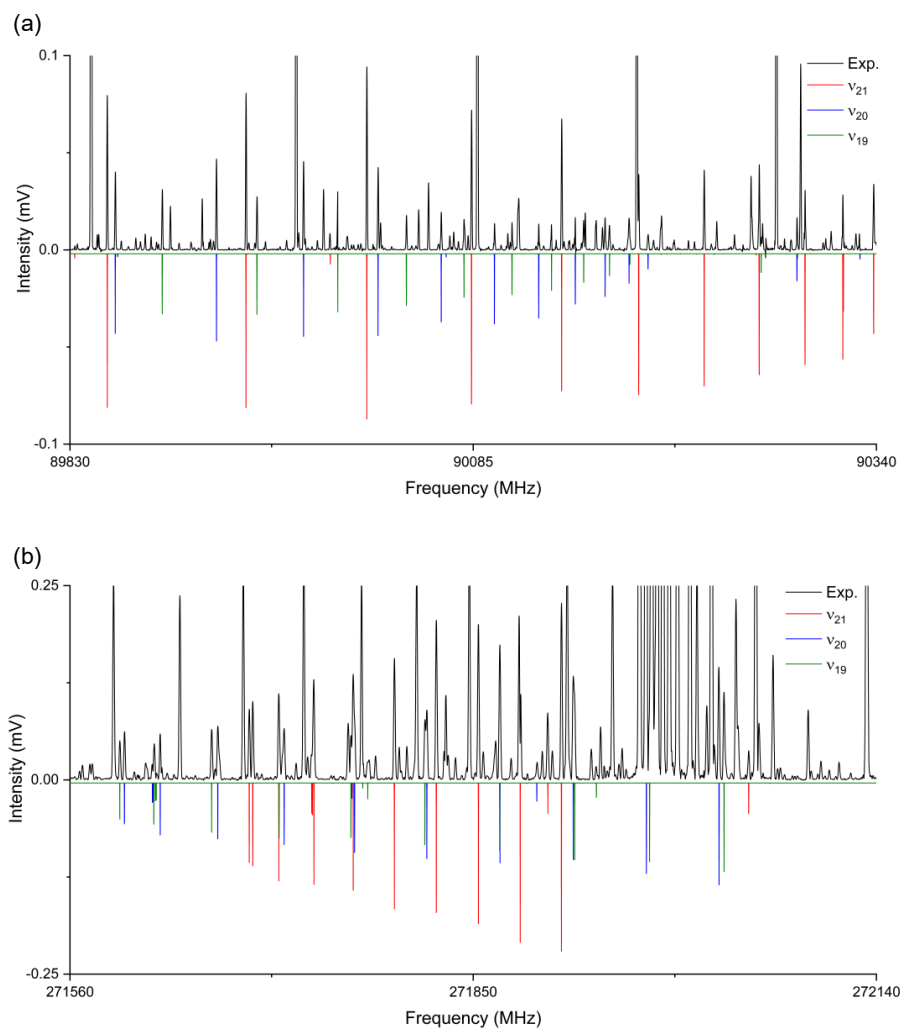 (a)
0.1
0.0
-0.1
Intensity (mV)
Exp.
ν21
ν20
ν19
89830
90085
90340
Frequency (MHz)
(b)
0.25
0.00
-0.25
Intensity (mV)
Exp.
ν21
ν20
ν19
271560
271850
272140
Frequency (MHz)